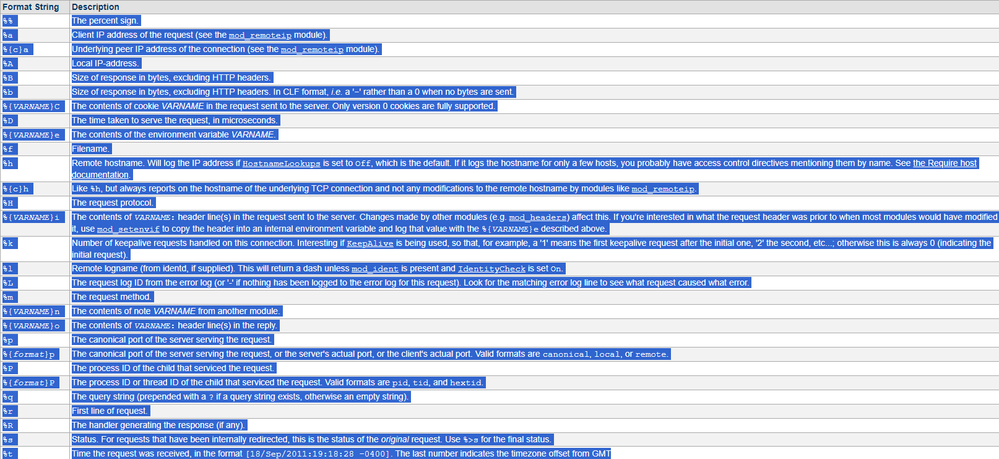 Format String Description
%% The percent sign.
%a Client IP address of the request (see the mod_remoteip module).
%{c}a Underlying peer IP address of the connection (see the mod_remoteip module).
%A Local IP-address.
%B Size of response in bytes, excluding HTTP headers.
%b Size of response in bytes, excluding HTTP headers. In CLF format, i.e. a '-' rather than a 0 when no bytes are sent.
%{VARNAME}C The contents of cookie VARNAME in the request sent to the server. Only version 0 cookies are fully supported.
%D The time taken to serve the request, in microseconds.
%{VARNAME}e The contents of the environment variable VARNAME.
%f Filename.
%h Remote hostname. Will log the IP address if HostnameLookups is set to Off, which is the default. If it logs the hostname for only a few hosts, you probably have access control directives mentioning them by name. See the Require host
documentation.
%{c}h Like %h, but always reports on the hostname of the underlying TCP connection and not any modifications to the remote hostname by modules like mod_remoteip.
%H The request protocol.
%{VARNAME}i The contents of VARNAME: header line(s) in the request sent to the server. Changes made by other modules (e.g. mod_headers) affect this. If you're interested in what the request header was prior to when most modules would have modified
it, use mod_setenvif to copy the header into an internal environment variable and log that value with the %{VARNAME}e described above.
%k Number of keepalive requests handled on this connection. Interesting if KeepAlive is being used, so that, for example, a '1' means the first keepalive request after the initial one, '2' the second, etc...; otherwise this is always 0 (indicating the
initial request).
%l Remote logname (from identd, if supplied). This will return a dash unless mod_ident is present and IdentityCheck is set On.
%L The request log ID from the error log (or '-' if nothing has been logged to the error log for this request). Look for the matching error log line to see what request caused what error.
%m The request method.
%{VARNAME}n The contents of note VARNAME from another module.
%{VARNAME}o The contents of VARNAME: header line(s) in the reply.
%p The canonical port of the server serving the request.
%{format}p The canonical port of the server serving the request, or the server's actual port, or the client's actual port. Valid formats are canonical, local, or remote.
%P The process ID of the child that serviced the request.
%{format}P The process ID or thread ID of the child that serviced the request. Valid formats are pid, tid, and hextid.
%q The query string (prepended with a ? if a query string exists, otherwise an empty string).
%r First line of request.
%R The handler generating the response (if any).
%s Status. For requests that have been internally redirected, this is the status of the original request. Use %>s for the final status.
%t Time the request was received, in the format [18/Sep/2011:19:18:28 -0400]. The last number indicates the timezone offset from GMT